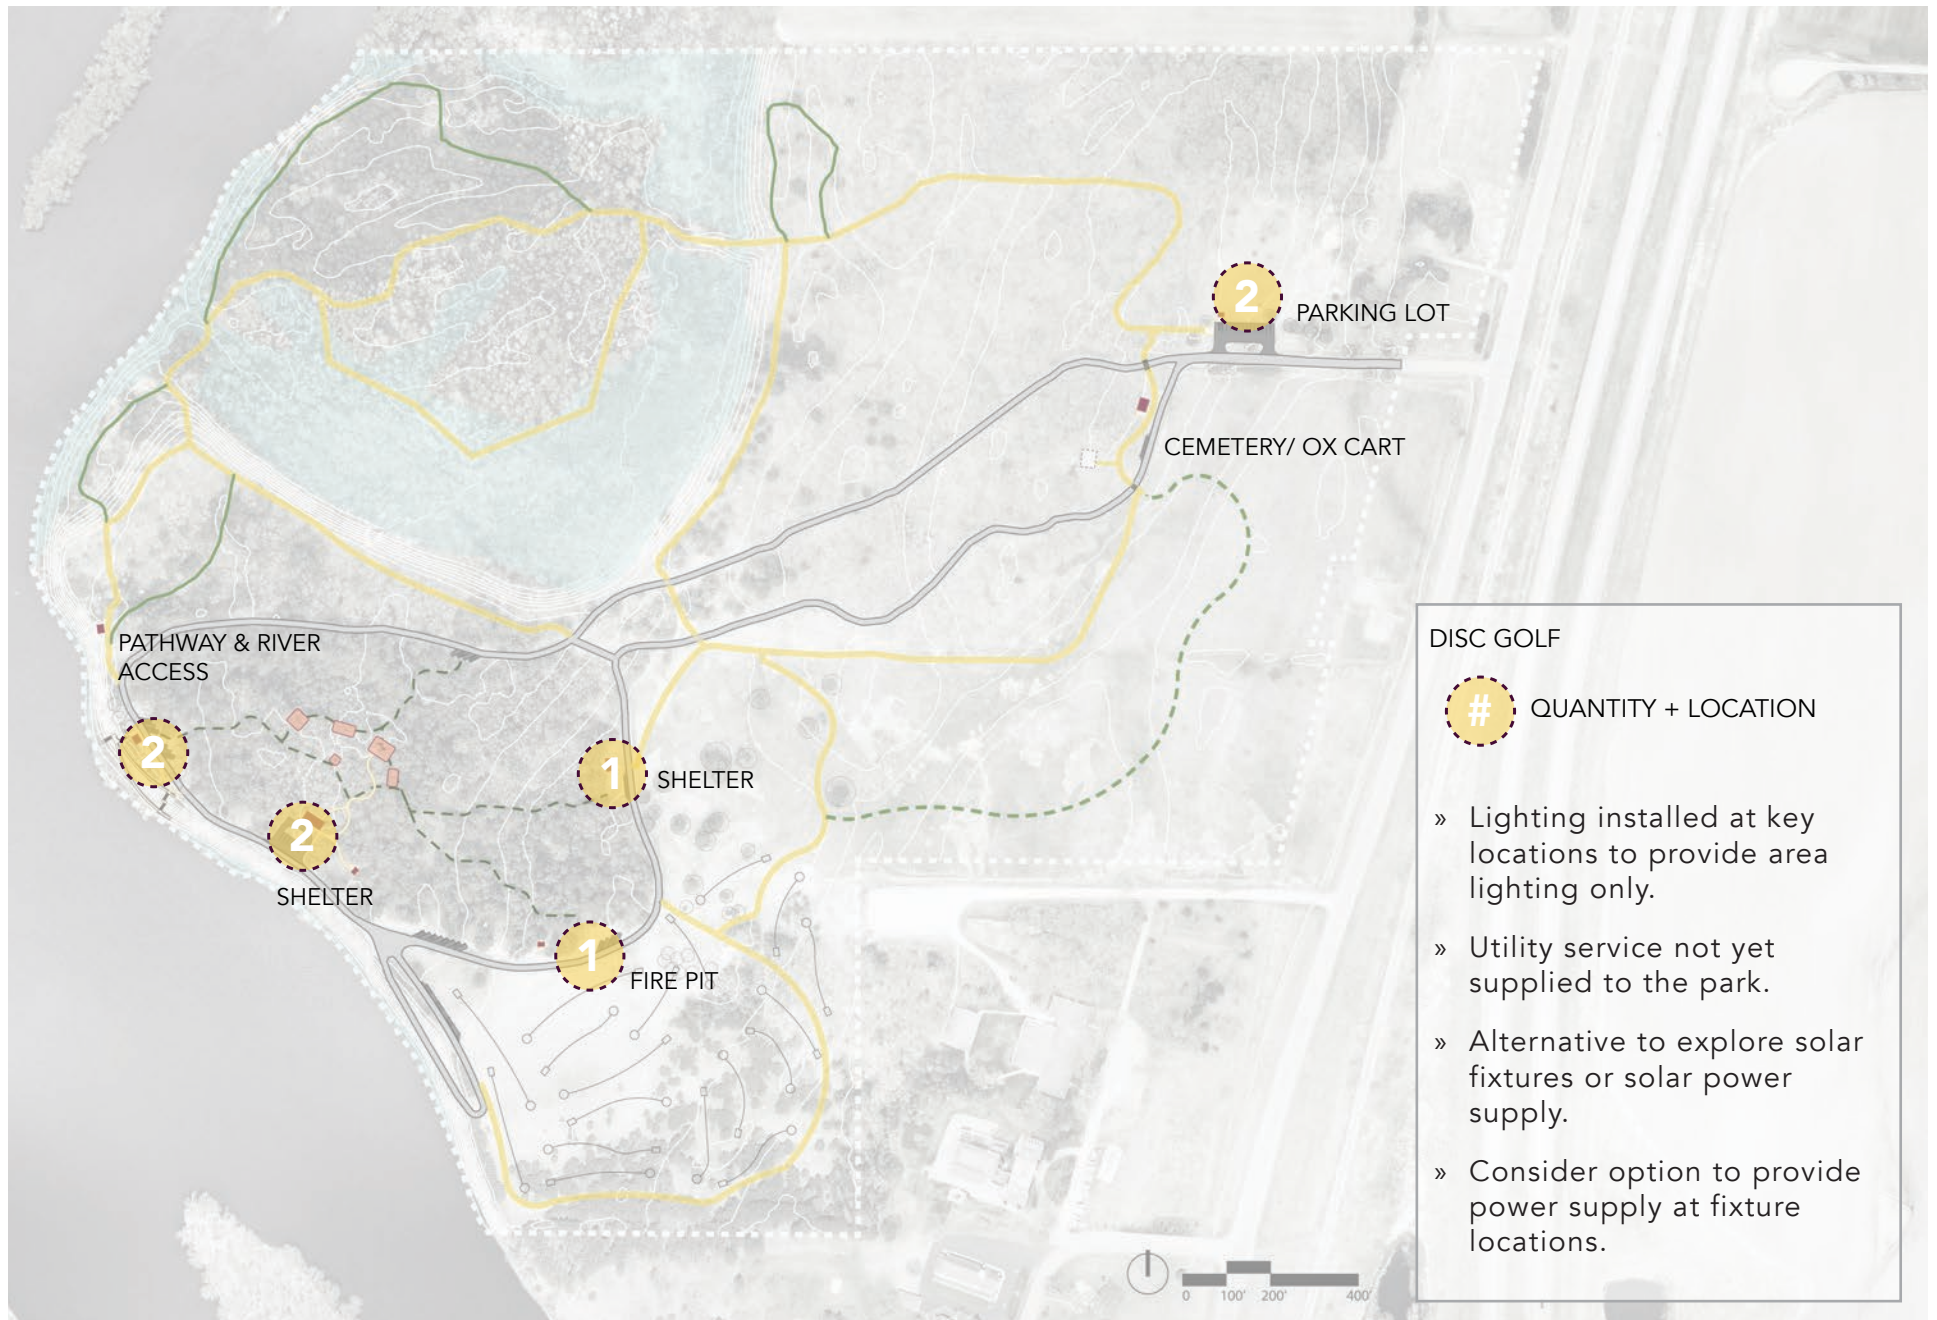 2
PARKING LOT
CEMETERY/ OX CART
PATHWAY & RIVER
ACCESS
2
1
SHELTER
2
SHELTER
1
FIRE PIT
DISC GOLF
#
QUANTITY + LOCATION
» Lighting installed at key
locations to provide area
lighting only.
» Utility service not yet
supplied to the park.
» Alternative to explore solar
fixtures or solar power
supply.
» Consider option to provide
power supply at fixture
locations.
0 100' 200' 400'